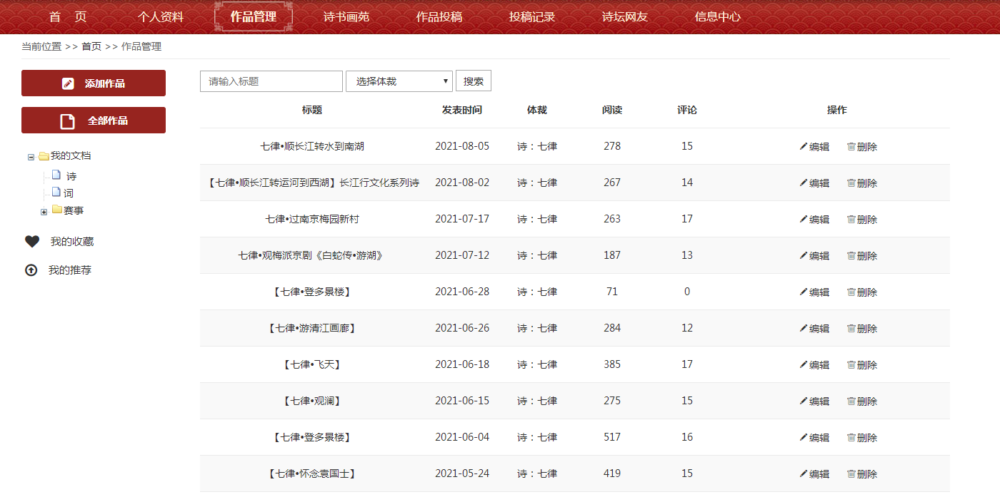 首 页 个人资料 作品管理 诗书画苑 作品投稿 投稿记录 诗坛网友 信息中心
当前位置 >> 首页 >> 作品管理
添加作品
全部作品
我的文档
诗
词
赛事
我的收藏
我的推荐
请输入标题 选择体裁 搜索
标题 发表时间 体裁 阅读 评论 操作
七律•顺长江转水到南湖 2021-08-05 诗：七律 278 15 编辑 删除
【七律•顺长江转运河到西湖】长江行文化系列诗 2021-08-02 诗：七律 267 14 编辑 删除
七律•过南京梅园新村 2021-07-17 诗：七律 263 17 编辑 删除
七律•观梅派京剧《白蛇传•游湖》 2021-07-12 诗：七律 187 13 编辑 删除
【七律•登多景楼】 2021-06-28 诗：七律 71 0 编辑 删除
【七律•游清江画廊】 2021-06-26 诗：七律 284 12 编辑 删除
【七律•飞天】 2021-06-18 诗：七律 385 17 编辑 删除
【七律•观澜】 2021-06-15 诗：七律 275 15 编辑 删除
【七律•登多景楼】 2021-06-04 诗：七律 517 16 编辑 删除
【七律•怀念袁国士】 2021-05-24 诗：七律 419 15 编辑 删除